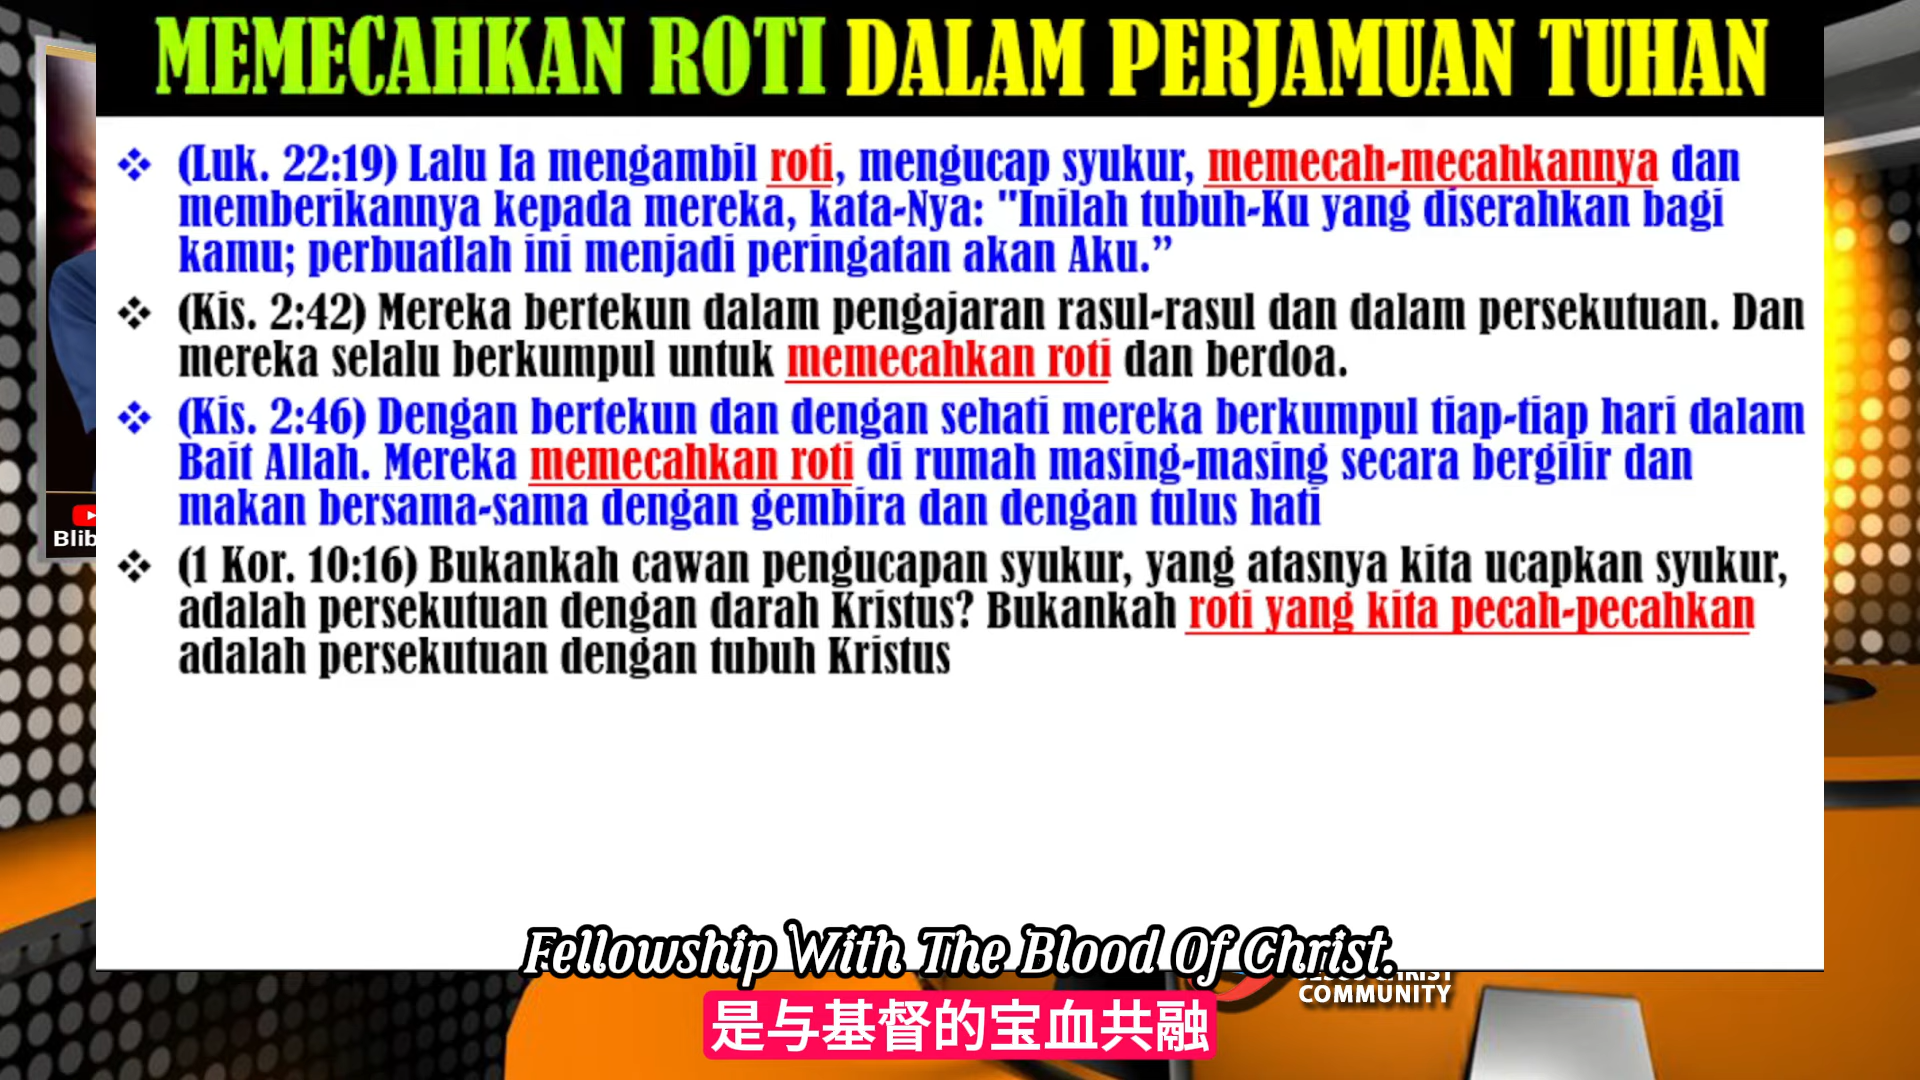 MEMECAHKAN ROTI DALAM PERJAMUAN TUHAN
(Luk. 22:19) Lalu Ia mengambil roti, mengucap syukur, memecah-mecahkannya dan
memberikannya kepada mereka, kata-Nya: "Inilah tubuh-Ku yang diserahkan bagi
kamu; perbuatlah ini menjadi peringatan akan Aku.”
(Kis. 2:42) Mereka bertekun dalam pengajaran rasul-rasul dan dalam persekutuan. Dan
mereka selalu berkumpul untuk memecahkan roti dan berdoa.
(Kis. 2:46) Dengan bertekun dan dengan sehati mereka berkumpul tiap-tiap hari dalam
Bait Allah. Mereka memecahkan roti di rumah masing-masing secara bergilir dan
makan bersama-sama dengan gembira dan dengan tulus hati
(1 Kor. 10:16) Bukankah cawan pengucapan syukur, yang atasnya kita ucapkan syukur,
adalah persekutuan dengan darah Kristus? Bukankah roti yang kita pecah-pecahkan
adalah persekutuan dengan tubuh Kristus
Blib
Fellowship With The Blood Of Christ.
COMMUNITY
是与基督的宝血共融